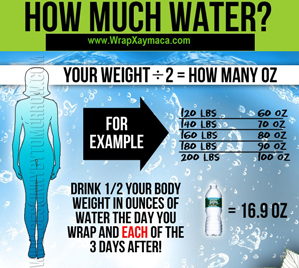 HOW MUCH WATER?
www.WrapXaymaca.com
YOUR WEIGHT ÷ 2 = HOW MANY OZ
FOR
EXAMPLE
120 LBS 60 OZ
140 LBS 70 OZ
160 LBS 80 OZ
180 LBS 90 OZ
200 LBS 100 OZ
DRINK 1/2 YOUR BODY
WEIGHT IN OUNCES OF
WATER THE DAY YOU
WRAP AND EACH OF THE
3 DAYS AFTER!
= 16.9 OZ